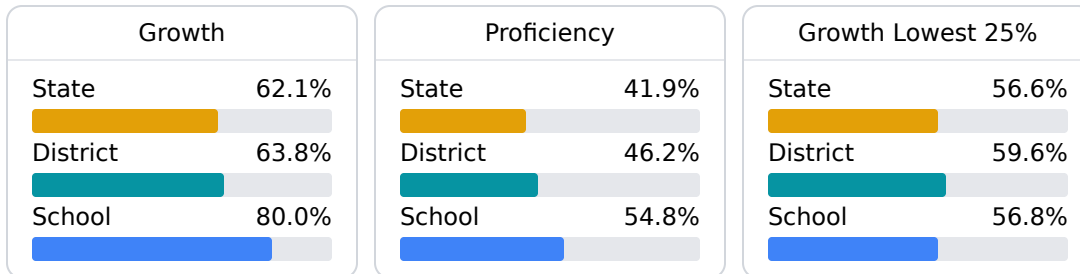 Growth
State 62.1%
District 63.8%
School 80.0%
Proficiency
State 41.9%
District 46.2%
School 54.8%
Growth Lowest 25%
State 56.6%
District 59.6%
School 56.8%